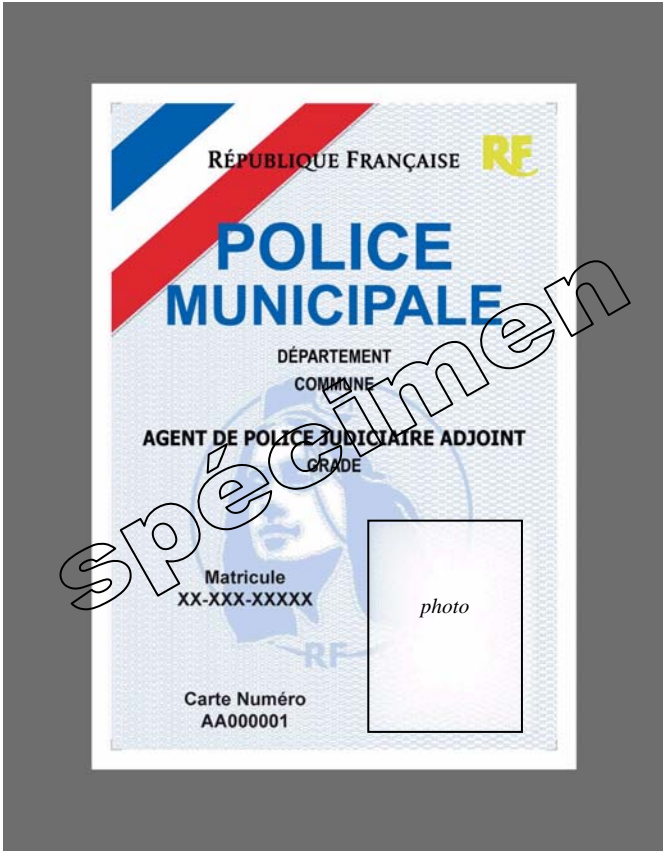 RÉPUBLIQUE FRANÇAISE RF
POLICE
MUNICIPALE
DÉPARTEMENT
COMMUNE
AGENT DE POLICE JUDICIAIRE ADJOINT
GRADE
spécimen
Matricule
XX-XXX-XXXXX
photo
RF
Carte Numéro
AA000001